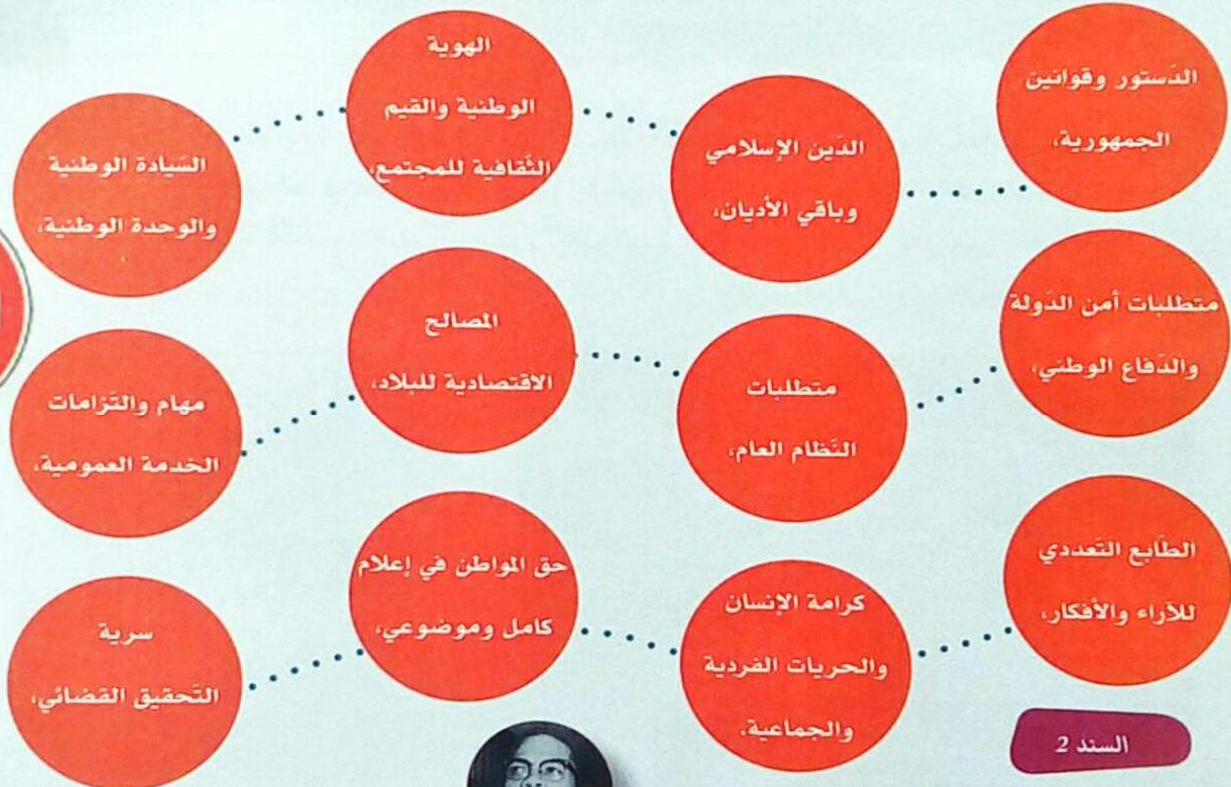 الدّستور وقوانين
الجمهورية،
الدّين الإسلامي
وباقي الأديان،
الهوية
الوطنية والقيم
الثّقافية للمجتمع،
السّيادة الوطنية
والوحدة الوطنية،
متطلبات أمن الدّولة
والدّفاع الوطني،
متطلبات
النّظام العام،
المصالح
الاقتصادية للبلاد،
مهام والتّزامات
الخدمة العمومية،
الطّابع التّعددي
للآراء والأفكار،
كرامة الإنسان
والحريات الفردية
والجماعية.
حق المواطن في إعلام
كامل وموضوعي،
سرية
التّحقيق القضائي،
السند 2